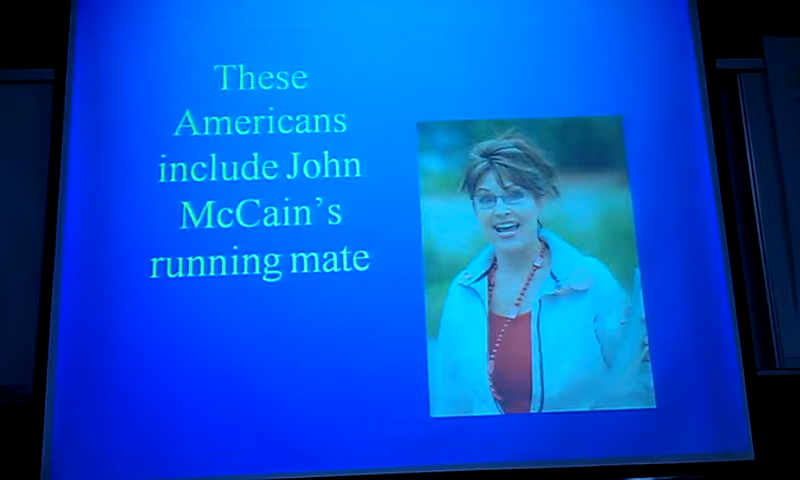 These
Americans
include John
McCain's
running mate